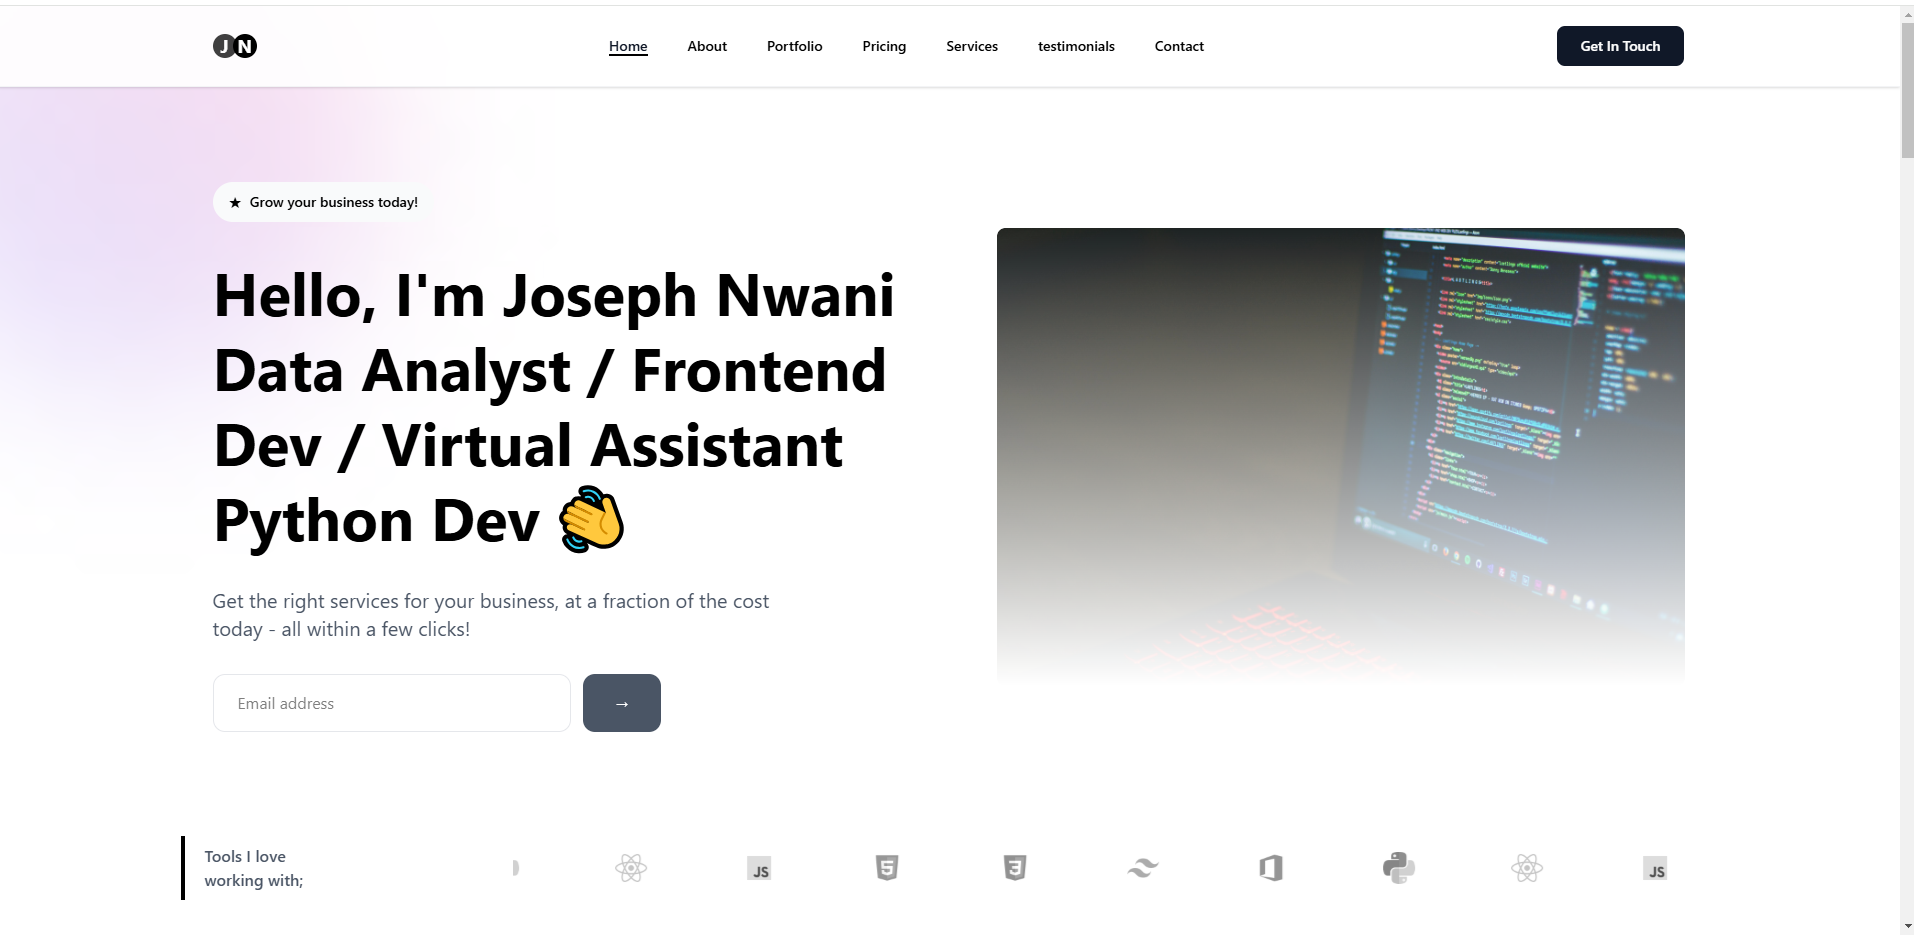 JN
Home About Portfolio Pricing Services testimonials Contact
Get In Touch
★ Grow your business today!
Hello, I'm Joseph Nwani
Data Analyst / Frontend
Dev / Virtual Assistant
Python Dev 👋
Get the right services for your business, at a fraction of the cost
today - all within a few clicks!
Email address
→
Tools I love
working with;
JS
5
3
JS